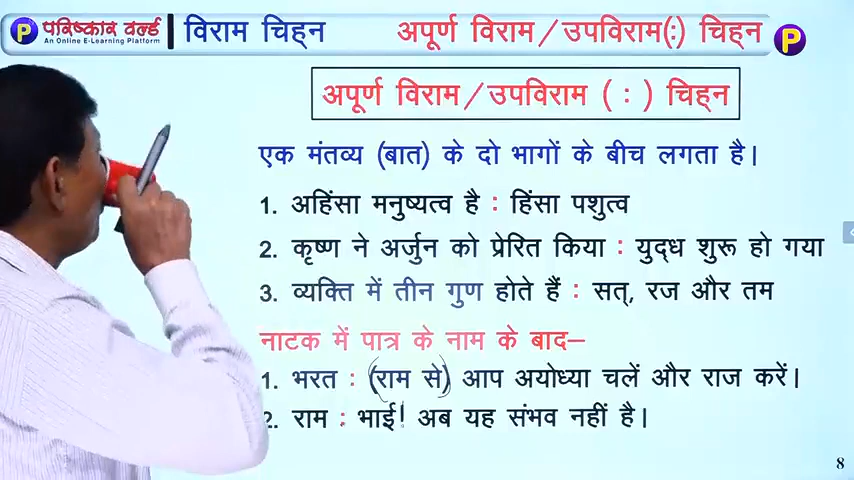 परिष्कार वर्ल्ड
An Online E-Learning Platform
विराम चिह्न
अपूर्ण विराम/उपविराम(:) चिह्न
P
P
अपूर्ण विराम/उपविराम ( : ) चिह्न
एक मंतव्य (बात) के दो भागों के बीच लगता है।
1. अहिंसा मनुष्यत्व है : हिंसा पशुत्व
2. कृष्ण ने अर्जुन को प्रेरित किया : युद्ध शुरू हो गया
3. व्यक्ति में तीन गुण होते हैं : सत्, रज और तम
नाटक में पात्र के नाम के बाद–
1. भरत : (राम से) आप अयोध्या चलें और राज करें।
2. राम : भाई! अब यह संभव नहीं है।
8